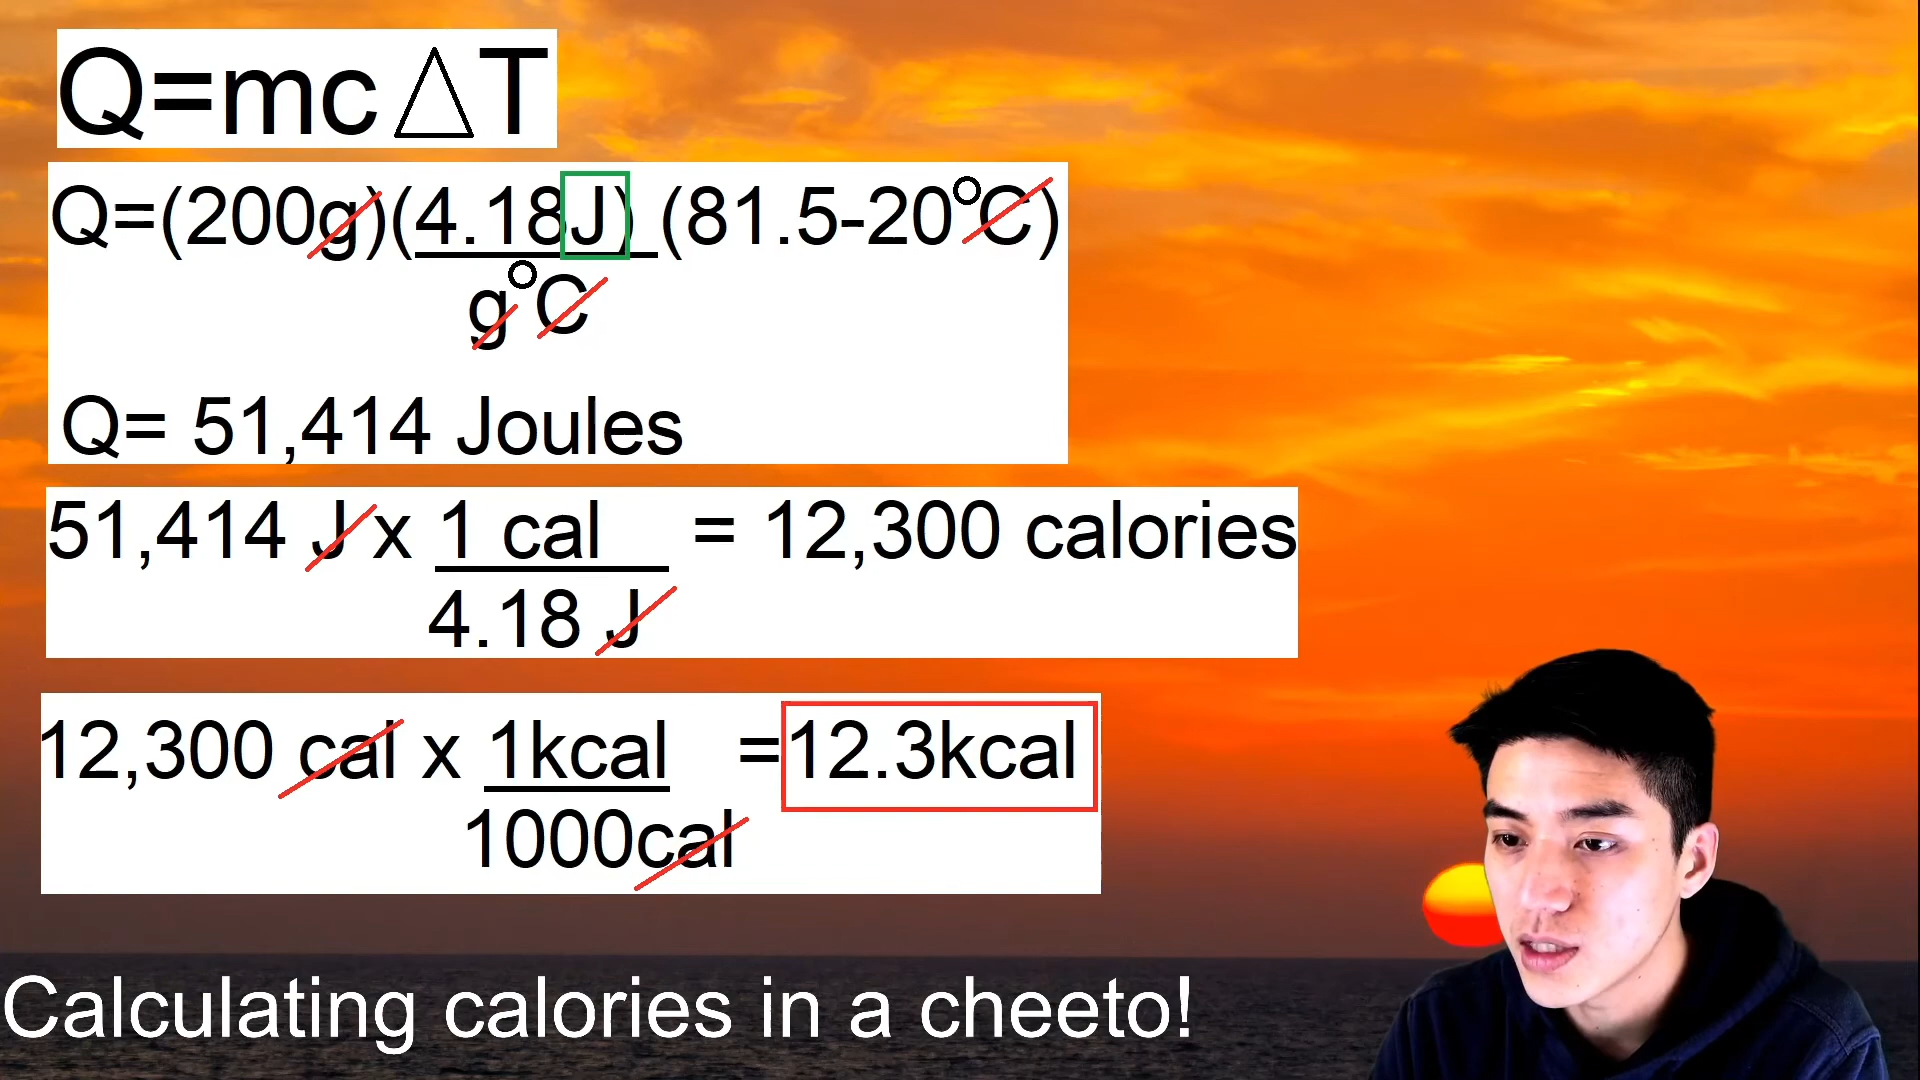 Q=mc△T
Q=(200g)(4.18J) (81.5-20°C)
g°C
Q= 51,414 Joules
51,414 J x 1 cal = 12,300 calories
4.18 J
12,300 cal x 1kcal =12.3kcal
1000cal
Calculating calories in a cheeto!